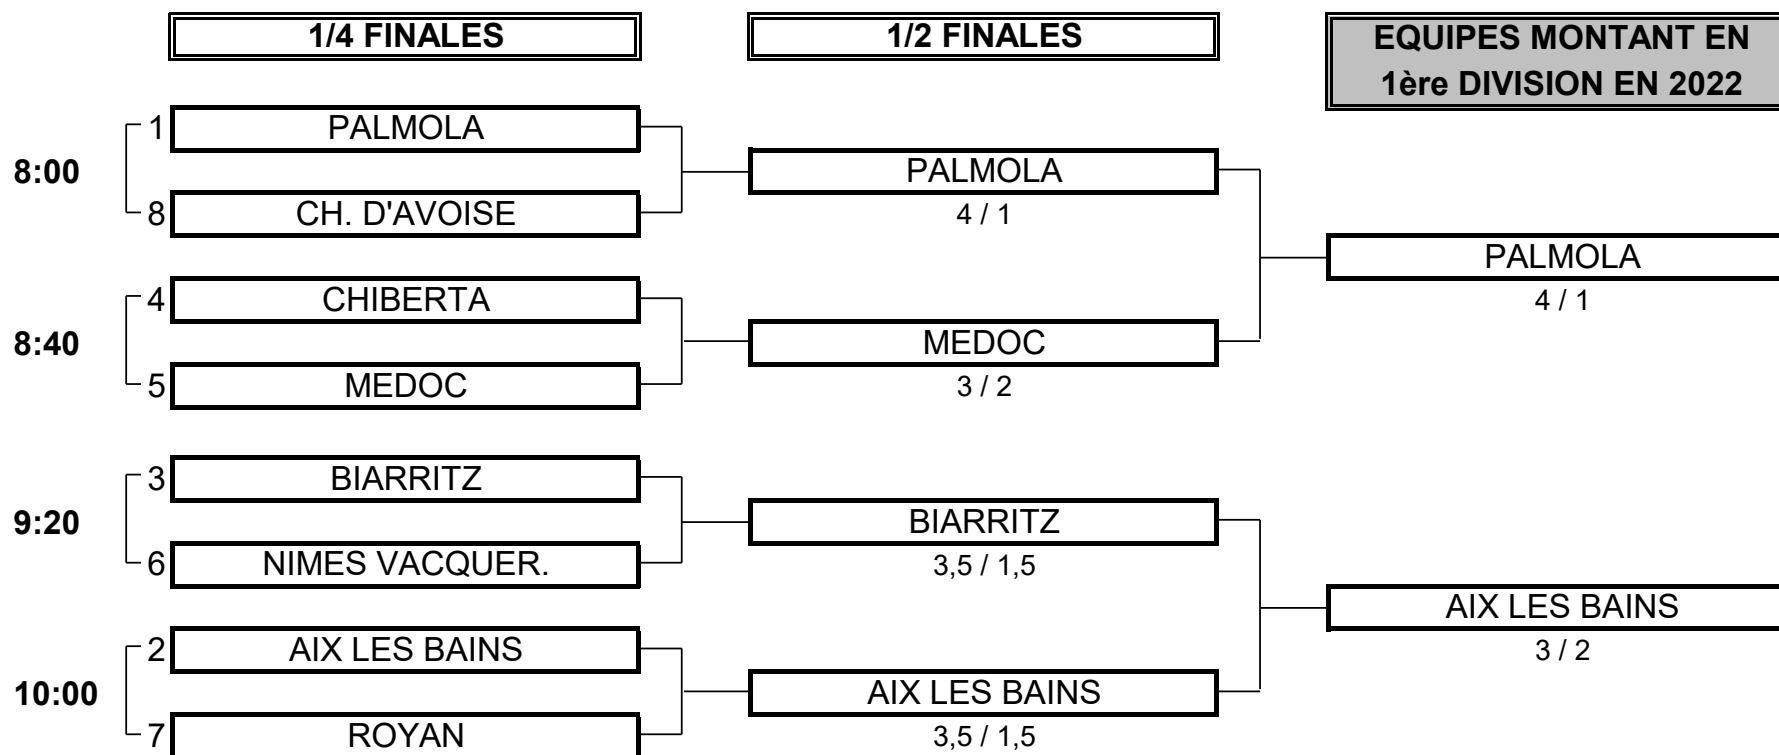 1/4 FINALES
1/2 FINALES
EQUIPES MONTANT EN
1ère DIVISION EN 2022
8:00
1 PALMOLA
8 CH. D'AVOISE
PALMOLA
4 / 1
8:40
4 CHIBERTA
5 MEDOC
MEDOC
3 / 2
PALMOLA
4 / 1
9:20
3 BIARRITZ
6 NIMES VACQUER.
BIARRITZ
3,5 / 1,5
10:00
2 AIX LES BAINS
7 ROYAN
AIX LES BAINS
3,5 / 1,5
AIX LES BAINS
3 / 2